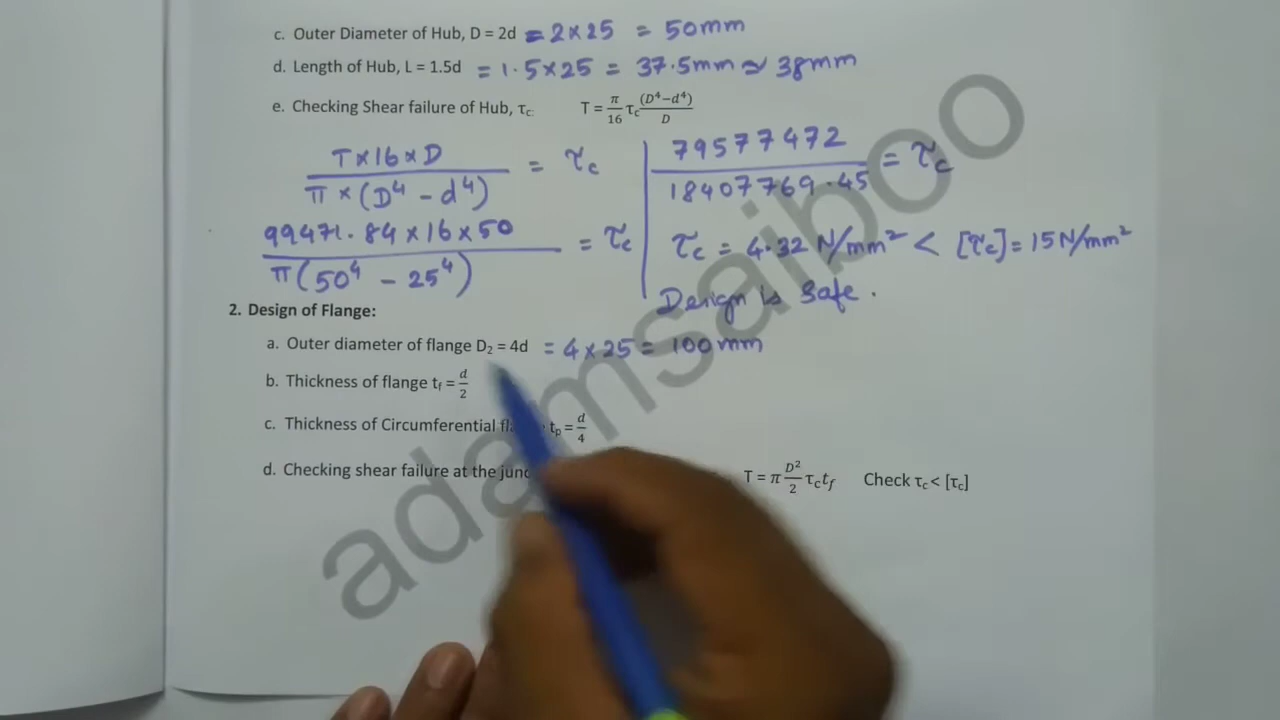 c. Outer Diameter of Hub, D = 2d = 2×25 = 50mm
d. Length of Hub, L = 1.5d = 1.5×25 = 37.5mm ≃ 38mm
e. Checking Shear failure of Hub, τc T = π/16 τc (D⁴−d⁴)/D
T×16×D / π×(D⁴ − d⁴) = τc
99471.84×16×50 / π(50⁴ − 25⁴) = τc
79577472 / 18407769.45 = τc
τc = 4.32 N/mm² < [τc] = 15N/mm²
Design is Safe.
2. Design of Flange:
a. Outer diameter of flange D₂ = 4d = 4×25 = 100mm
b. Thickness of flange tf = d/2
c. Thickness of Circumferential tp = d/4
d. Checking shear failure at the T = π D²/2 τc tf Check τc < [τc]
adamsaiboo